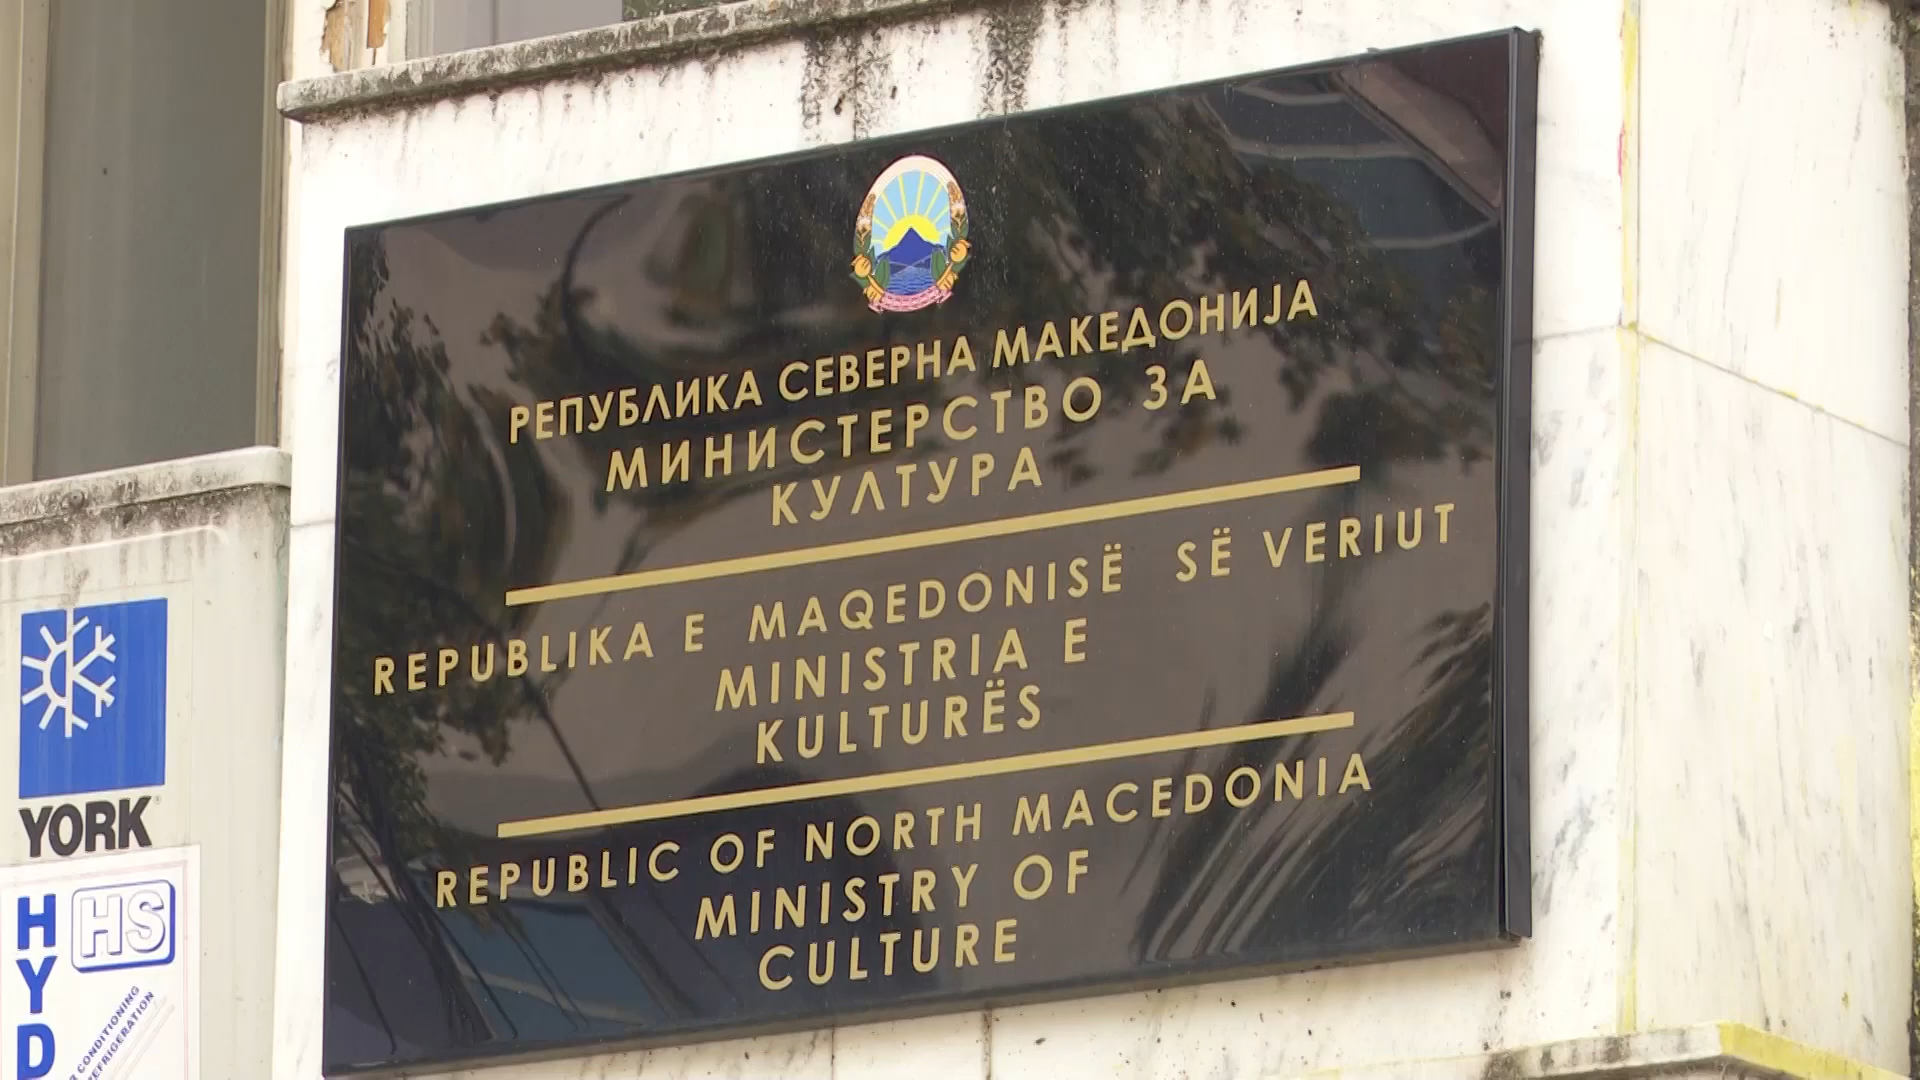 РЕПУБЛИКА СЕВЕРНА МАКЕДОНИЈА
МИНИСТЕРСТВО ЗА
КУЛТУРА
REPUBLIKA E MAQEDONISË SË VERIUT
MINISTRIA E
KULTURËS
REPUBLIC OF NORTH MACEDONIA
MINISTRY OF
CULTURE
YORK
HS
HYD
CONDITIONING